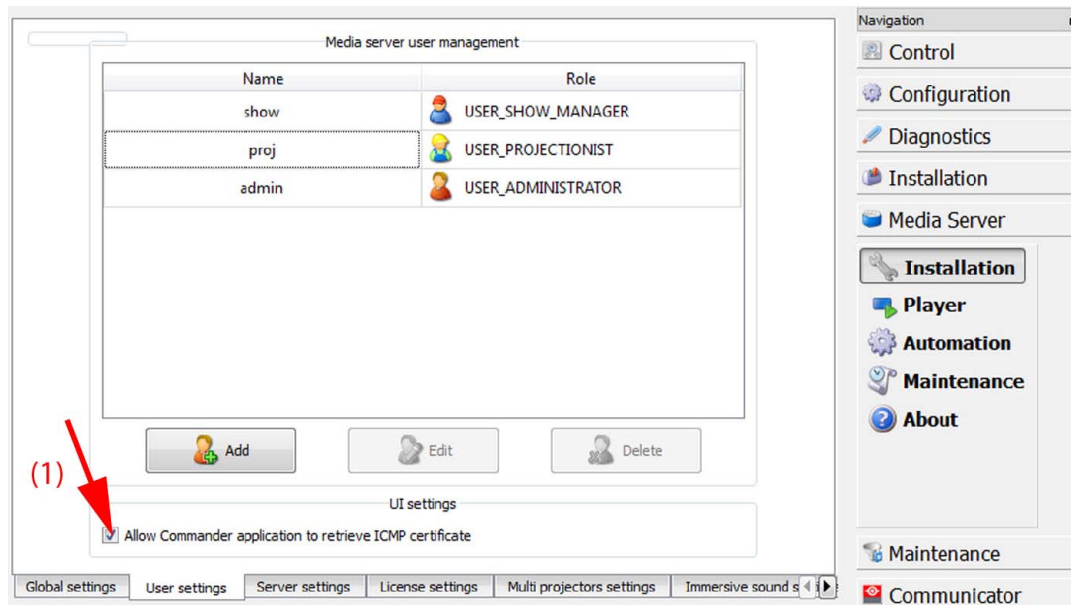 Media server user management
Name Role
show USER_SHOW_MANAGER
proj USER_PROJECTIONIST
admin USER_ADMINISTRATOR
Add Edit Delete
(1)
UI settings
Allow Commander application to retrieve ICMP certificate
Global settings User settings Server settings License settings Multi projectors settings Immersive sound
Navigation
Control
Configuration
Diagnostics
Installation
Media Server
Installation
Player
Automation
Maintenance
About
Maintenance
Communicator